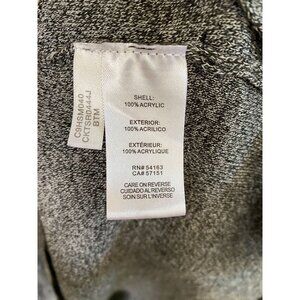 C9HSM040
CKTSR0444J
BTM
SHELL:
100% ACRYLIC
EXTERIOR:
100% ACRILICO
EXTÉRIEUR:
100% ACRYLIQUE
RN# 54163
CA# 57151
CARE ON REVERSE
CUIDADO AL REVERSO
SOIN SUR L'INVERSE